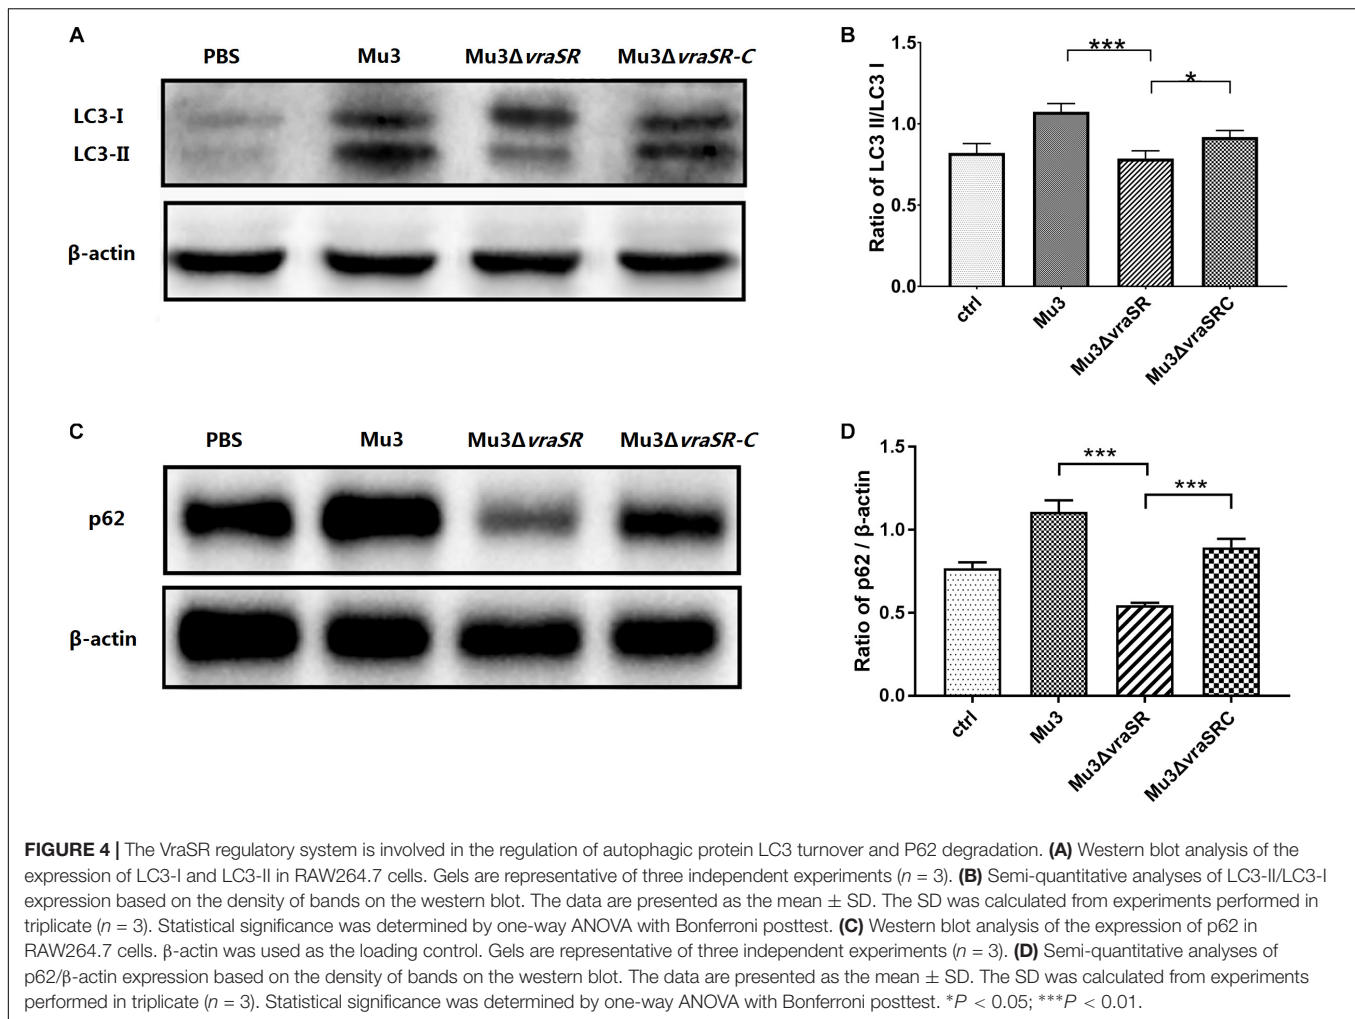 A
PBS Mu3 Mu3ΔvraSR Mu3ΔvraSR-C
LC3-I
LC3-II
β-actin
B
Ratio of LC3 II/LC3 I
1.5
1.0
0.5
0.0
***
*
ctrl Mu3 Mu3ΔvraSR Mu3ΔvraSRC
C
PBS Mu3 Mu3ΔvraSR Mu3ΔvraSR-C
p62
β-actin
D
Ratio of p62 / β-actin
1.5
1.0
0.5
0.0
***
***
ctrl Mu3 Mu3ΔvraSR Mu3ΔvraSRC
FIGURE 4 | The VraSR regulatory system is involved in the regulation of autophagic protein LC3 turnover and P62 degradation. (A) Western blot analysis of the
expression of LC3-I and LC3-II in RAW264.7 cells. Gels are representative of three independent experiments (n = 3). (B) Semi-quantitative analyses of LC3-II/LC3-I
expression based on the density of bands on the western blot. The data are presented as the mean ± SD. The SD was calculated from experiments performed in
triplicate (n = 3). Statistical significance was determined by one-way ANOVA with Bonferroni posttest. (C) Western blot analysis of the expression of p62 in
RAW264.7 cells. β-actin was used as the loading control. Gels are representative of three independent experiments (n = 3). (D) Semi-quantitative analyses of
p62/β-actin expression based on the density of bands on the western blot. The data are presented as the mean ± SD. The SD was calculated from experiments
performed in triplicate (n = 3). Statistical significance was determined by one-way ANOVA with Bonferroni posttest. *P < 0.05; ***P < 0.01.